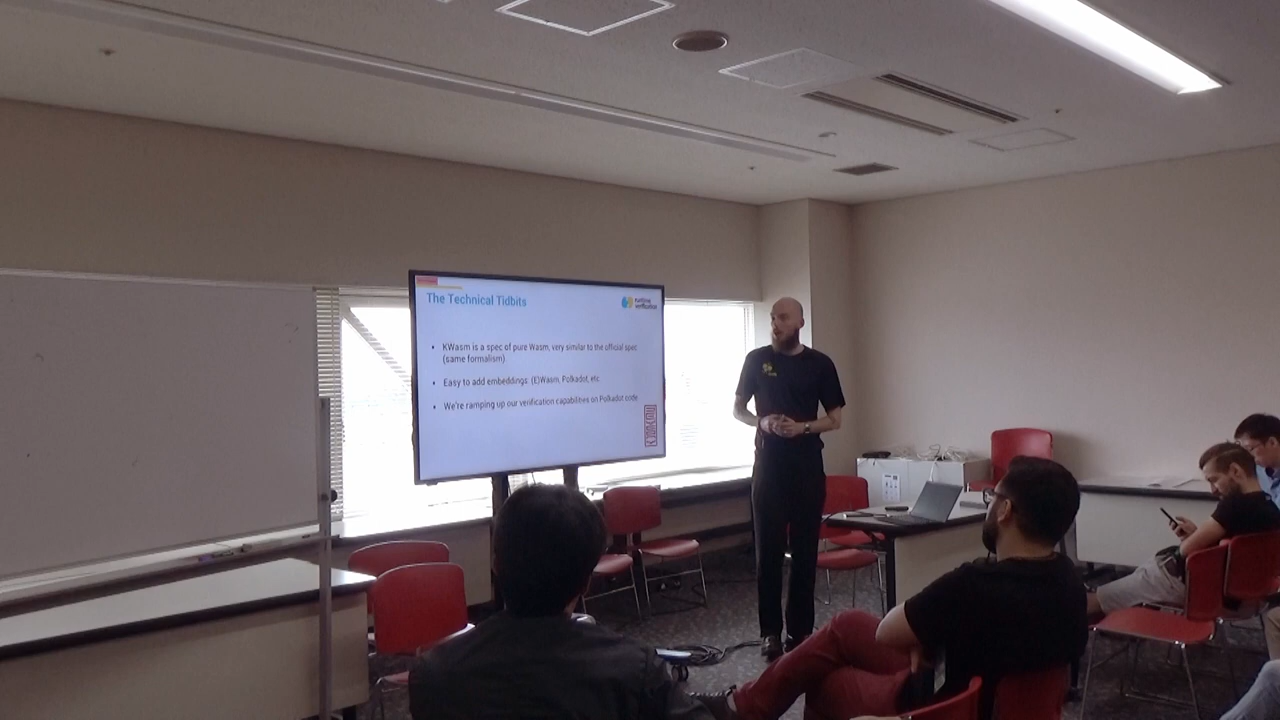 The Technical Tidbits
runtime
verification
• KWasm is a spec of pure Wasm, very similar to the official spec
(same formalism).
• Easy to add embeddings: (E)Wasm, Polkadot, etc
• We're ramping up our verification capabilities on Polkadot code